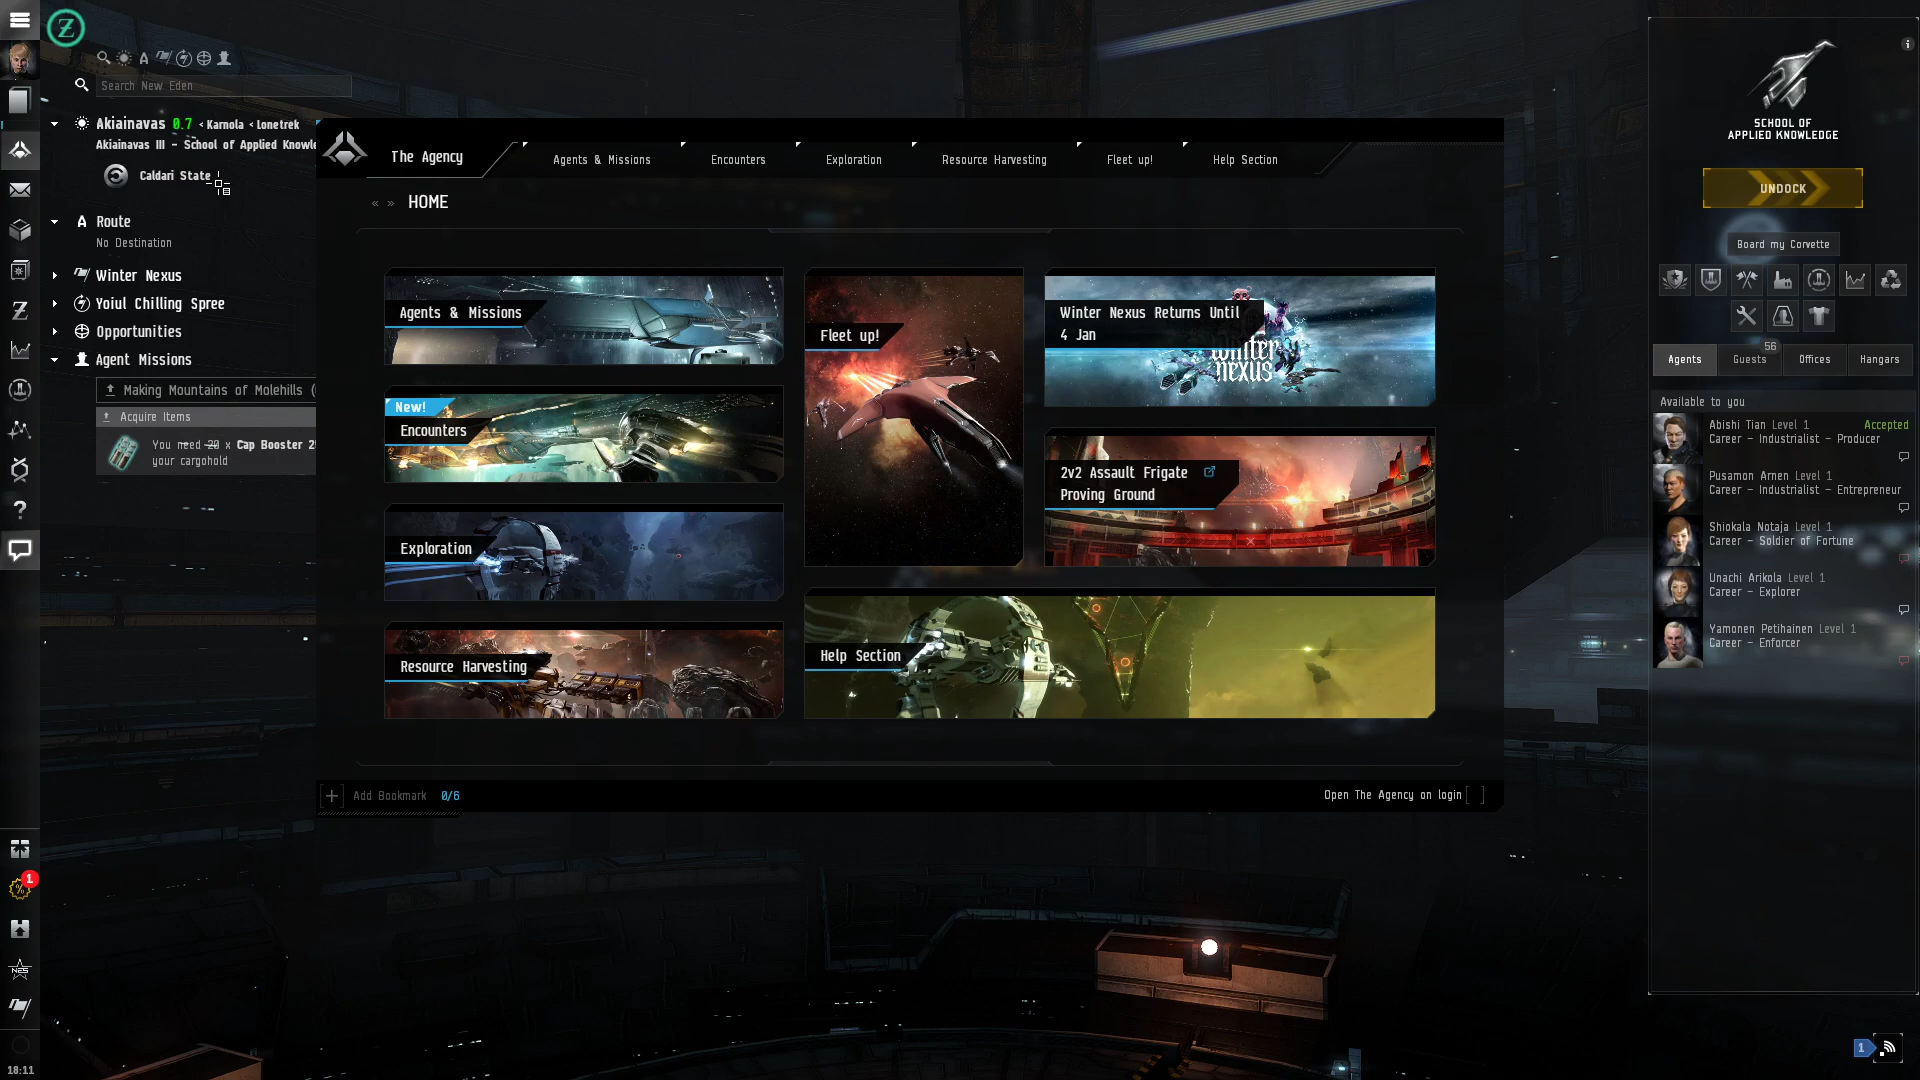 Search New Eden
Akiainavas 0.7 < Karnola < Lonetrek
Akiainavas III - School of Applied Knowle
Caldari State
Route
No Destination
Winter Nexus
Yoiul Chilling Spree
Opportunities
Agent Missions
Making Mountains of Molehills (
Acquire Items
You need 20 x Cap Booster 2
your cargohold
NES
18:11
1
The Agency
Agents & Missions
Encounters
Exploration
Resource Harvesting
Fleet up!
Help Section
« » HOME
Agents & Missions
New!
Encounters
Exploration
Resource Harvesting
Fleet up!
Winter Nexus Returns Until
4 Jan
winter
nexus
2v2 Assault Frigate
Proving Ground
Help Section
Add Bookmark 0/6
Open The Agency on login
SCHOOL OF
APPLIED KNOWLEDGE
UNDOCK
Board my Corvette
56
Agents Guests Offices Hangars
Available to you
Abishi Tian Level 1 Accepted
Career - Industrialist - Producer
Pusamon Arnen Level 1
Career - Industrialist - Entrepreneur
Shiokala Notaja Level 1
Career - Soldier of Fortune
Unachi Arikola Level 1
Career - Explorer
Yamonen Petihainen Level 1
Career - Enforcer
1